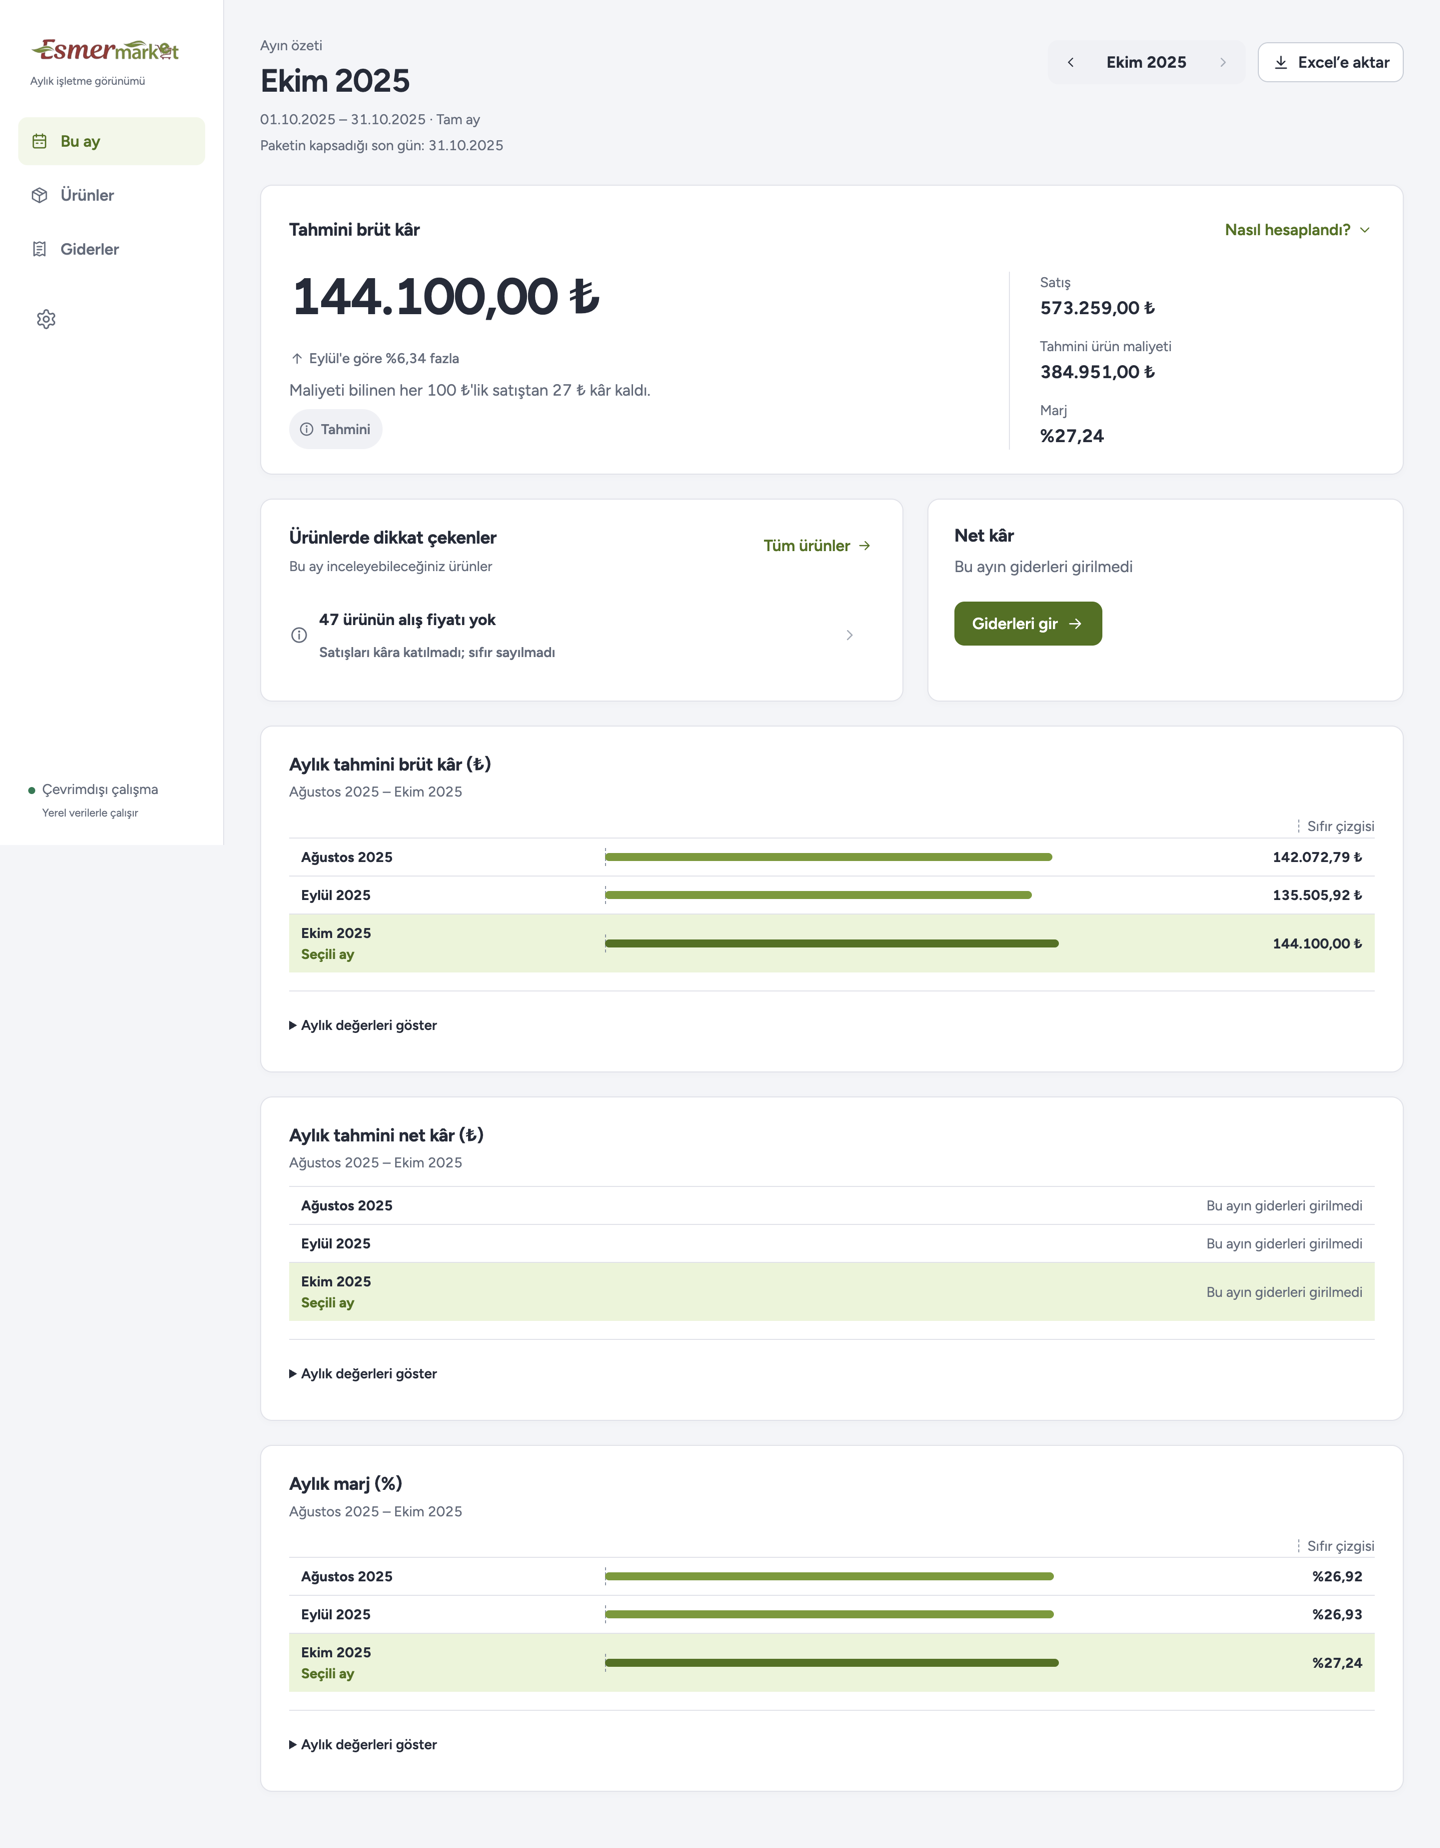 Esmermarket
Aylık işletme görünümü
Bu ay
Ürünler
Giderler
Çevrimdışı çalışma
Yerel verilerle çalışır
Ayın özeti
Ekim 2025
01.10.2025 – 31.10.2025 · Tam ay
Paketin kapsadığı son gün: 31.10.2025
Ekim 2025
Excel’e aktar
Tahmini brüt kâr
Nasıl hesaplandı?
144.100,00 ₺
Eylül'e göre %6,34 fazla
Maliyeti bilinen her 100 ₺'lik satıştan 27 ₺ kâr kaldı.
Tahmini
Satış
573.259,00 ₺
Tahmini ürün maliyeti
384.951,00 ₺
Marj
%27,24
Ürünlerde dikkat çekenler
Bu ay inceleyebileceğiniz ürünler
Tüm ürünler
47 ürünün alış fiyatı yok
Satışları kâra katılmadı; sıfır sayılmadı
Net kâr
Bu ayın giderleri girilmedi
Giderleri gir
Aylık tahmini brüt kâr (₺)
Ağustos 2025 – Ekim 2025
Sıfır çizgisi
Ağustos 2025 142.072,79 ₺
Eylül 2025 135.505,92 ₺
Ekim 2025
Seçili ay
144.100,00 ₺
Aylık değerleri göster
Aylık tahmini net kâr (₺)
Ağustos 2025 – Ekim 2025
Ağustos 2025 Bu ayın giderleri girilmedi
Eylül 2025 Bu ayın giderleri girilmedi
Ekim 2025
Seçili ay
Bu ayın giderleri girilmedi
Aylık değerleri göster
Aylık marj (%)
Ağustos 2025 – Ekim 2025
Sıfır çizgisi
Ağustos 2025 %26,92
Eylül 2025 %26,93
Ekim 2025
Seçili ay
%27,24
Aylık değerleri göster